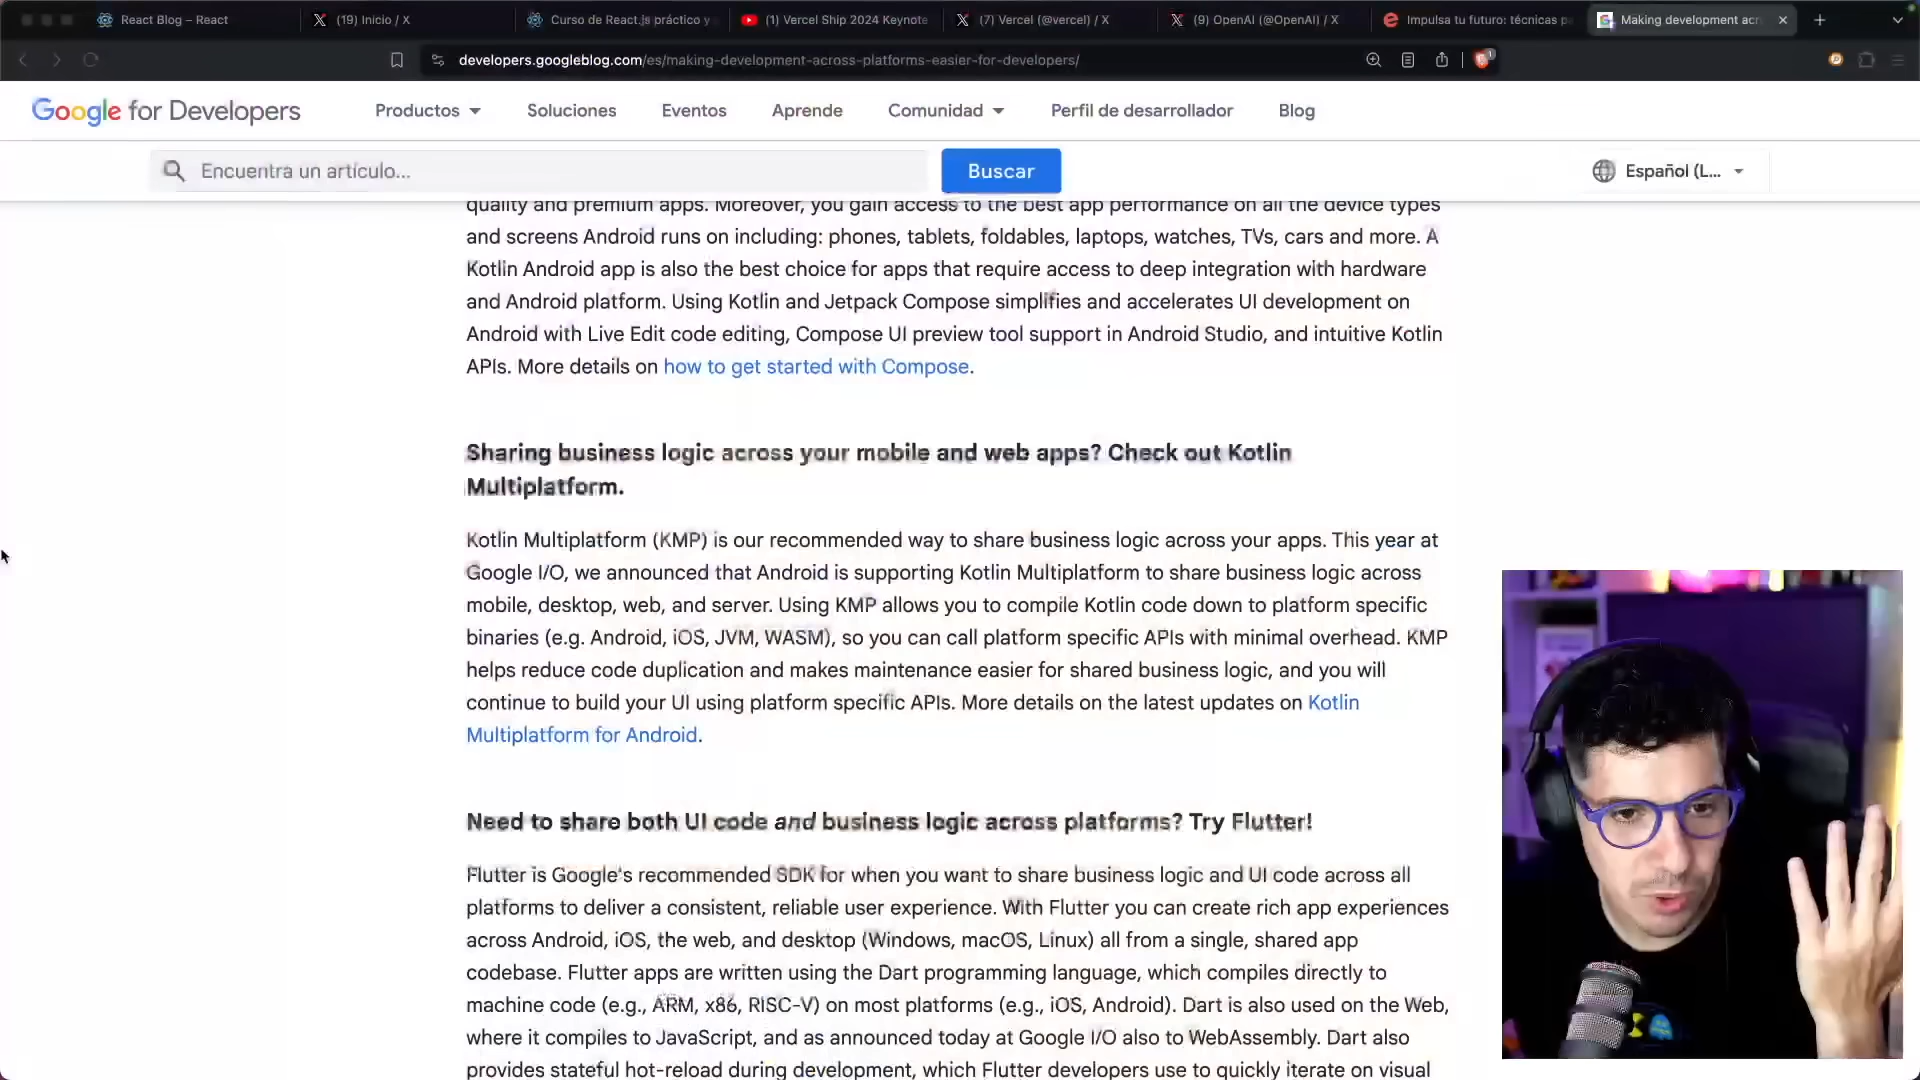 React Blog – React
(19) Inicio / X
Curso de React.js práctico y
(1) Vercel Ship 2024 Keynote
(7) Vercel (@vercel) / X
(9) OpenAI (@OpenAI) / X
Impulsa tu futuro: técnicas pa
Making development acr
developers.googleblog.com/es/making-development-across-platforms-easier-for-developers/
1
Google for Developers
Productos
Soluciones
Eventos
Aprende
Comunidad
Perfil de desarrollador
Blog
Encuentra un artículo...
Buscar
Español (L...
quality and premium apps. Moreover, you gain access to the best app performance on all the device types
and screens Android runs on including: phones, tablets, foldables, laptops, watches, TVs, cars and more. A
Kotlin Android app is also the best choice for apps that require access to deep integration with hardware
and Android platform. Using Kotlin and Jetpack Compose simplifies and accelerates UI development on
Android with Live Edit code editing, Compose UI preview tool support in Android Studio, and intuitive Kotlin
APIs. More details on how to get started with Compose.
Sharing business logic across your mobile and web apps? Check out Kotlin
Multiplatform.
Kotlin Multiplatform (KMP) is our recommended way to share business logic across your apps. This year at
Google I/O, we announced that Android is supporting Kotlin Multiplatform to share business logic across
mobile, desktop, web, and server. Using KMP allows you to compile Kotlin code down to platform specific
binaries (e.g. Android, iOS, JVM, WASM), so you can call platform specific APIs with minimal overhead. KMP
helps reduce code duplication and makes maintenance easier for shared business logic, and you will
continue to build your UI using platform specific APIs. More details on the latest updates on Kotlin
Multiplatform for Android.
Need to share both UI code and business logic across platforms? Try Flutter!
Flutter is Google's recommended SDK for when you want to share business logic and UI code across all
platforms to deliver a consistent, reliable user experience. With Flutter you can create rich app experiences
across Android, iOS, the web, and desktop (Windows, macOS, Linux) all from a single, shared app
codebase. Flutter apps are written using the Dart programming language, which compiles directly to
machine code (e.g., ARM, x86, RISC-V) on most platforms (e.g., iOS, Android). Dart is also used on the Web,
where it compiles to JavaScript, and as announced today at Google I/O also to WebAssembly. Dart also
provides stateful hot-reload during development, which Flutter developers use to quickly iterate on visual